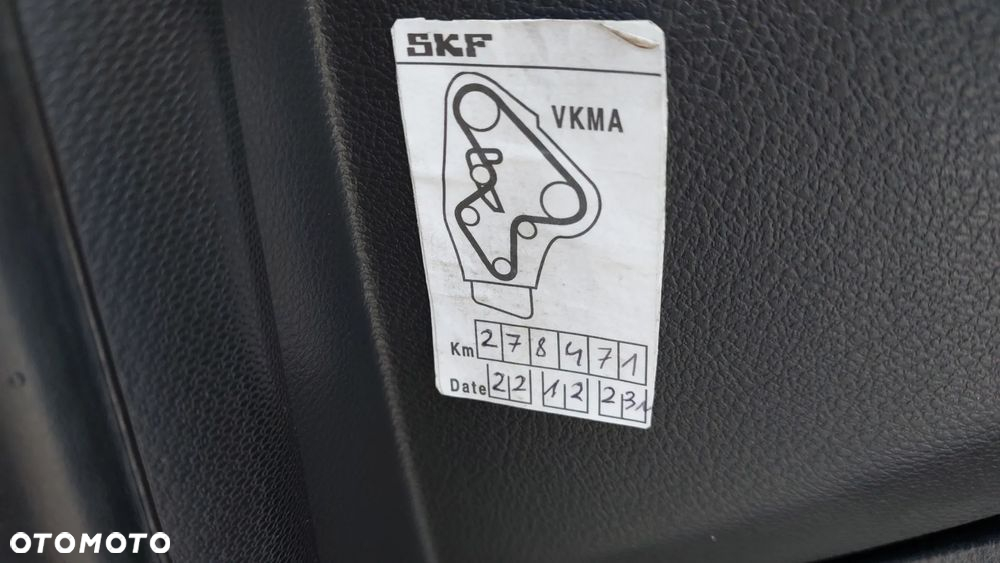 SKF
VKMA
Km 278471
Date 22 12 23
OTOMOTO